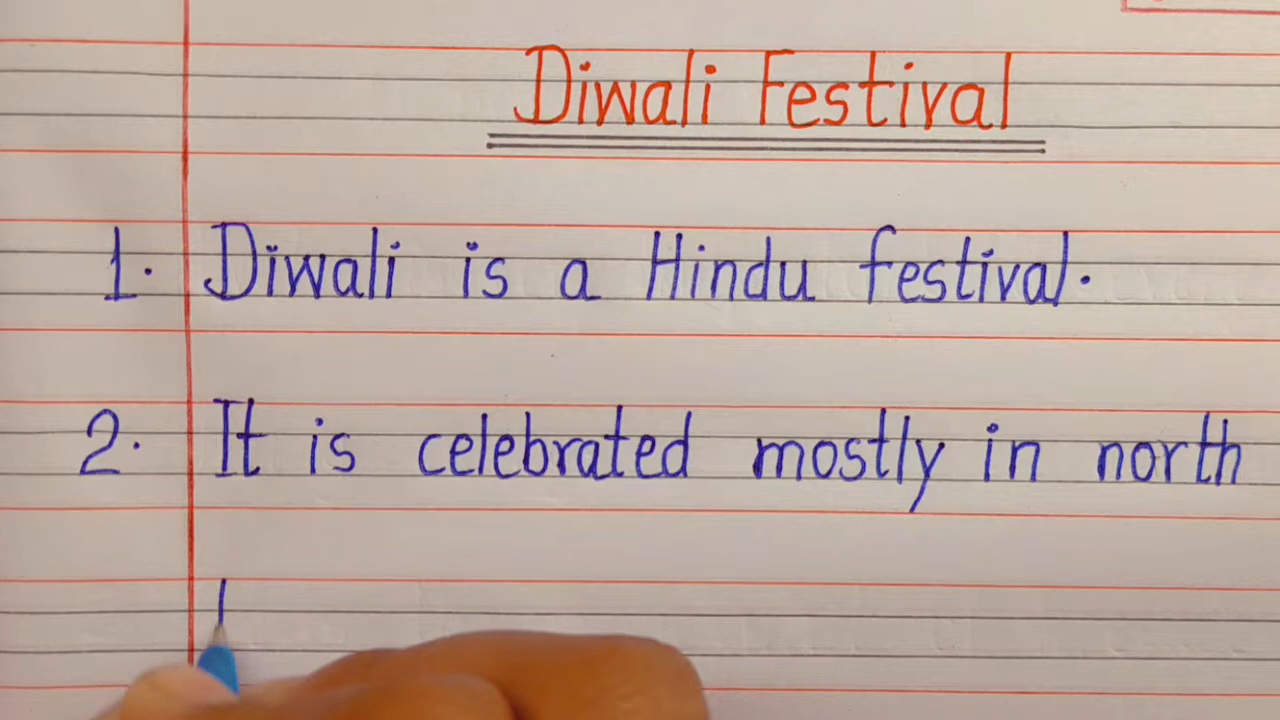 Diwali Festival
1. Diwali is a Hindu festival.
2. It is celebrated mostly in north